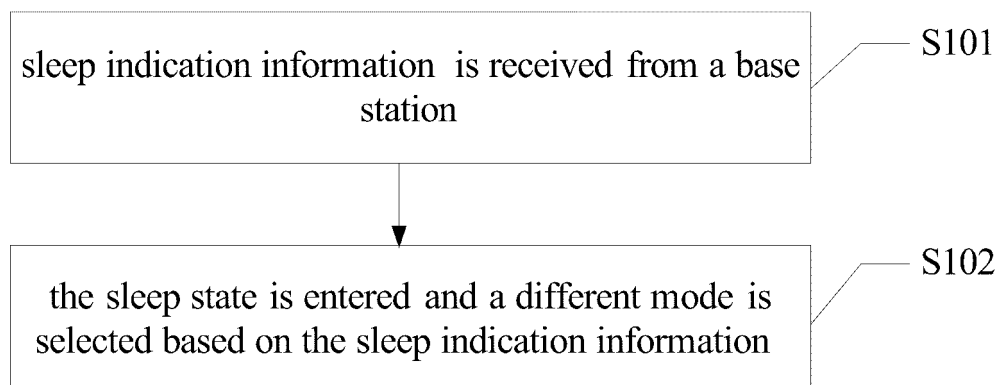 sleep indication information is received from a base
station
S101
the sleep state is entered and a different mode is
selected based on the sleep indication information
S102